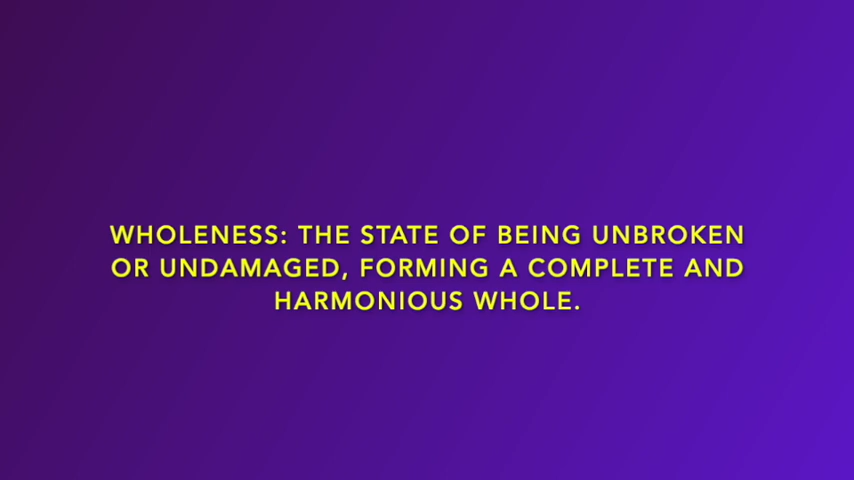 WHOLENESS: THE STATE OF BEING UNBROKEN
OR UNDAMAGED, FORMING A COMPLETE AND
HARMONIOUS WHOLE.